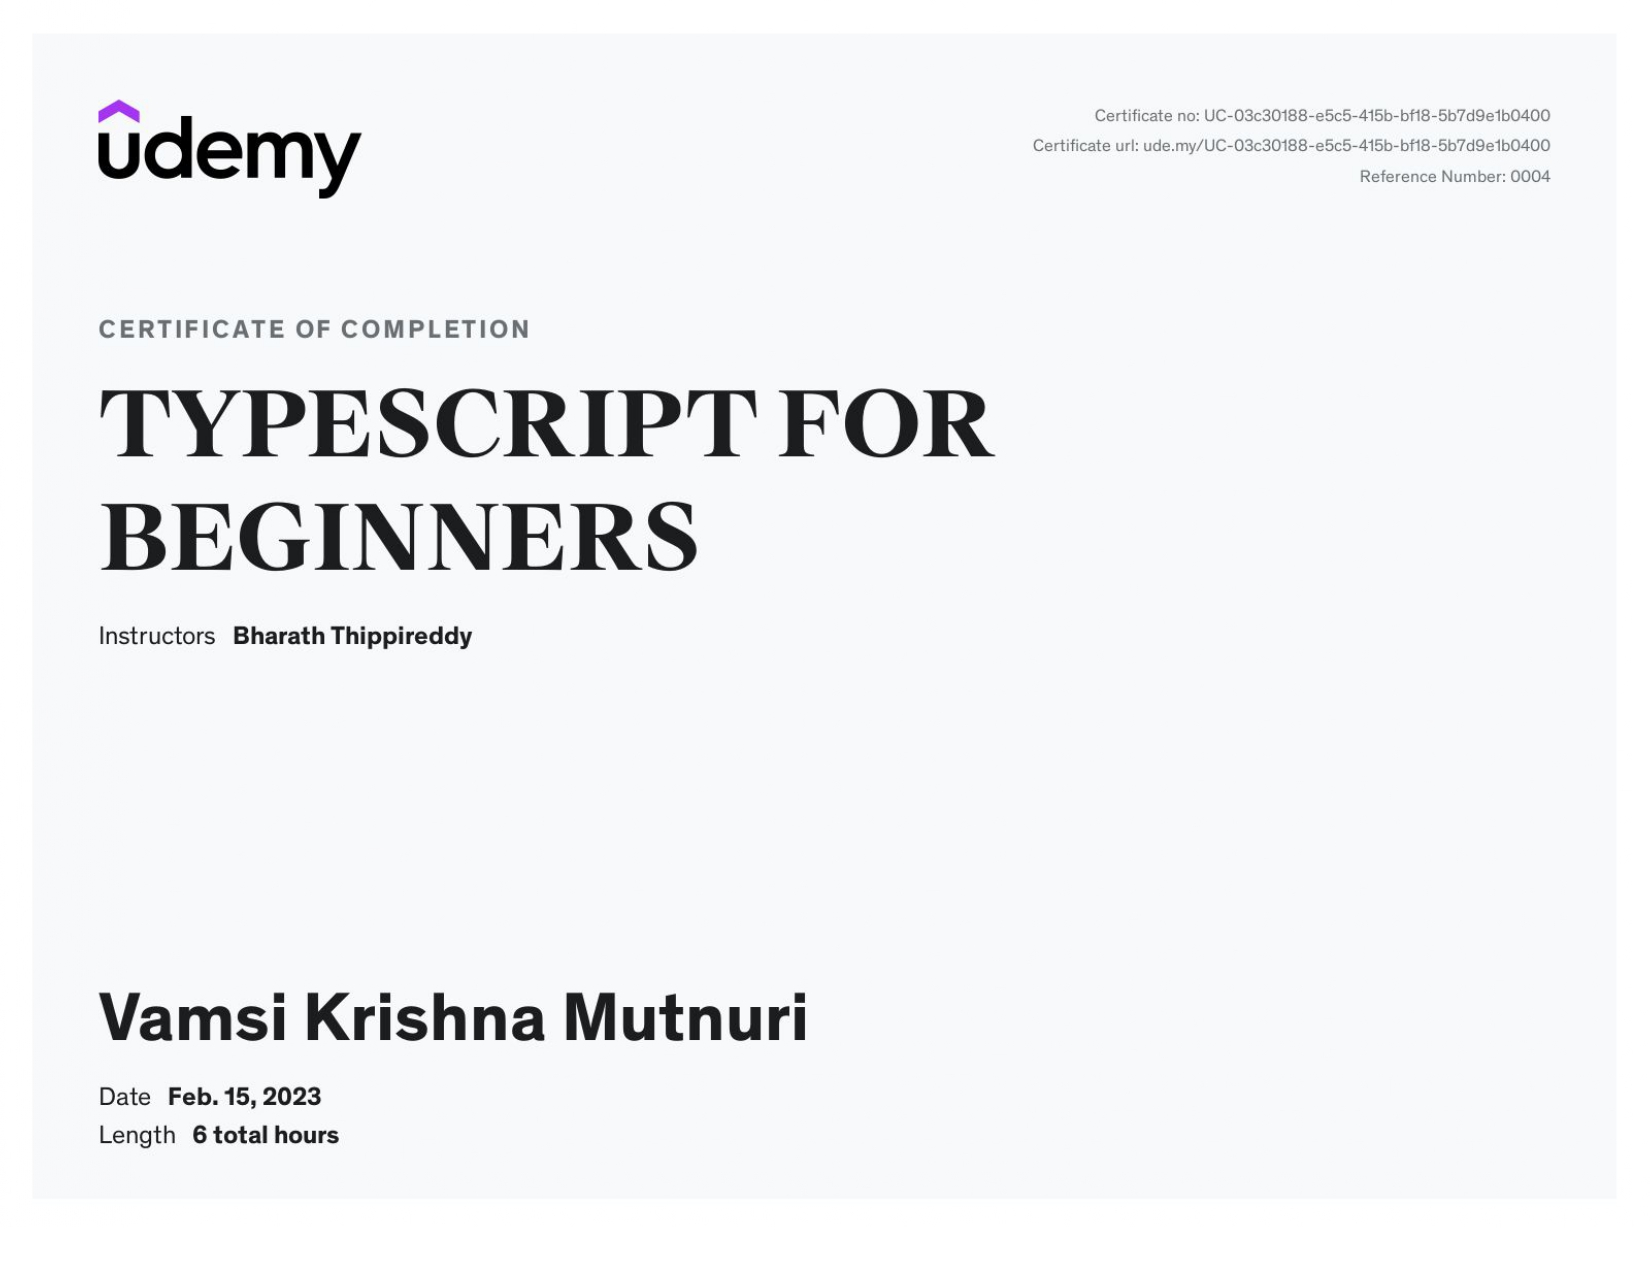 udemy
Certificate no: UC-03c30188-e5c5-415b-bf18-5b7d9e1b0400
Certificate url: ude.my/UC-03c30188-e5c5-415b-bf18-5b7d9e1b0400
Reference Number: 0004
CERTIFICATE OF COMPLETION
TYPESCRIPT FOR
BEGINNERS
Instructors Bharath Thippireddy
Vamsi Krishna Mutnuri
Date Feb. 15, 2023
Length 6 total hours